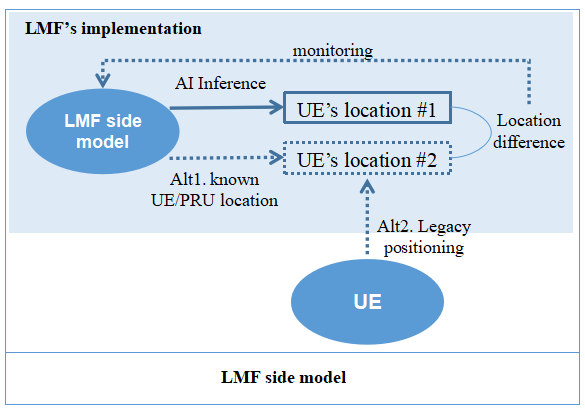 LMF's implementation
monitoring
AI Inference
LMF side
model
UE's location #1
Location
difference
UE's location #2
Alt1. known
UE/PRU location
Alt2. Legacy
positioning
UE
LMF side model